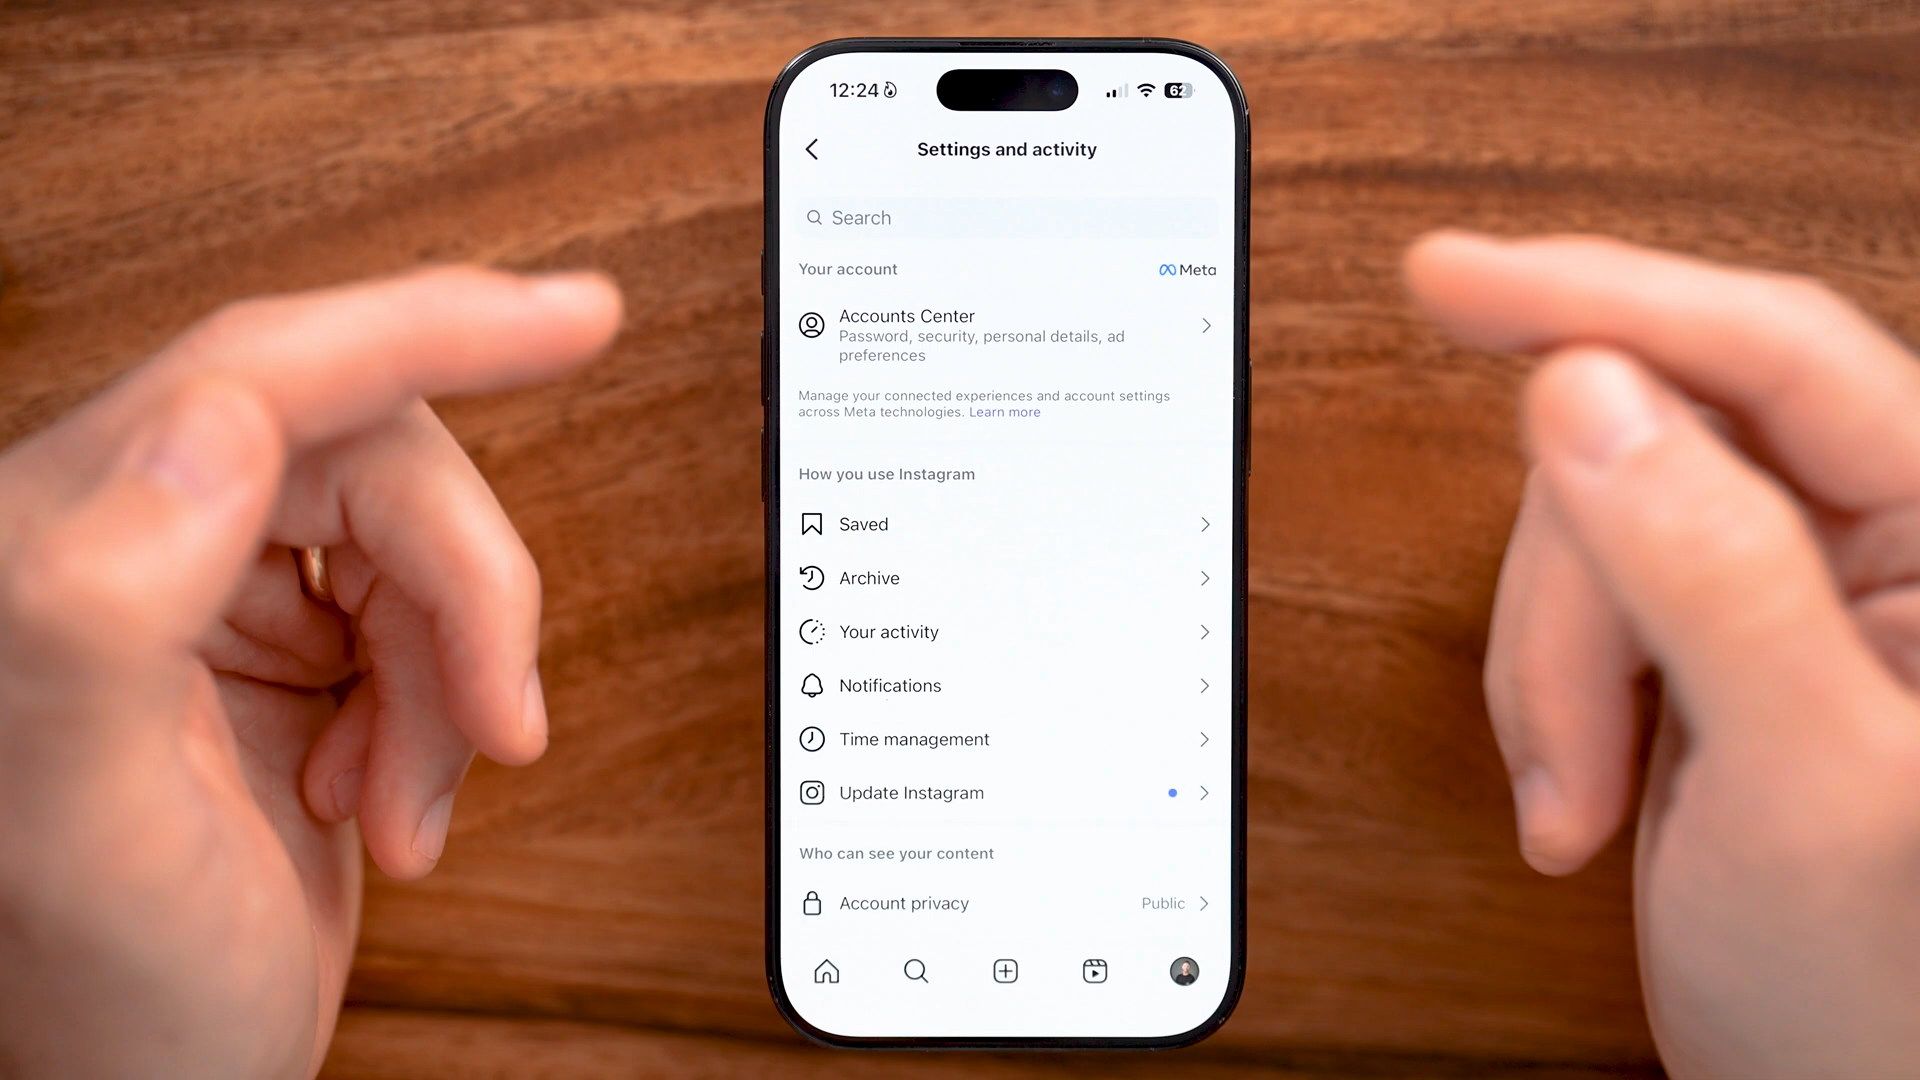 12:24
62
Settings and activity
Search
Your account
Meta
Accounts Center
Password, security, personal details, ad
preferences
Manage your connected experiences and account settings
across Meta technologies. Learn more
How you use Instagram
Saved
Archive
Your activity
Notifications
Time management
Update Instagram
Who can see your content
Account privacy
Public